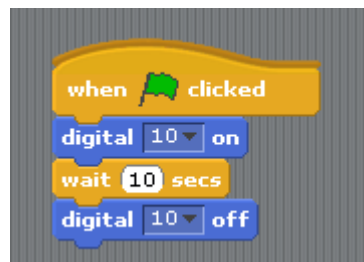 when clicked
digital 10 on
wait 10 secs
digital 10 off